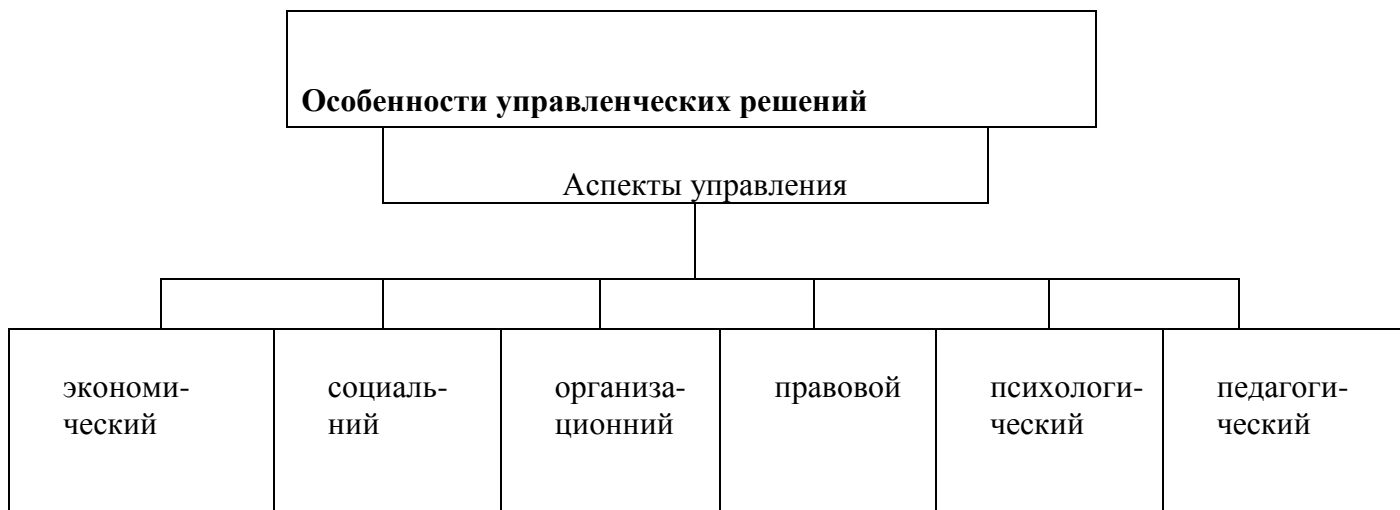 Особенности управленческих решений
Аспекты управления
экономи-
ческий
социаль-
ний
организа-
ционний
правовой
психологи-
ческий
педагоги-
ческий